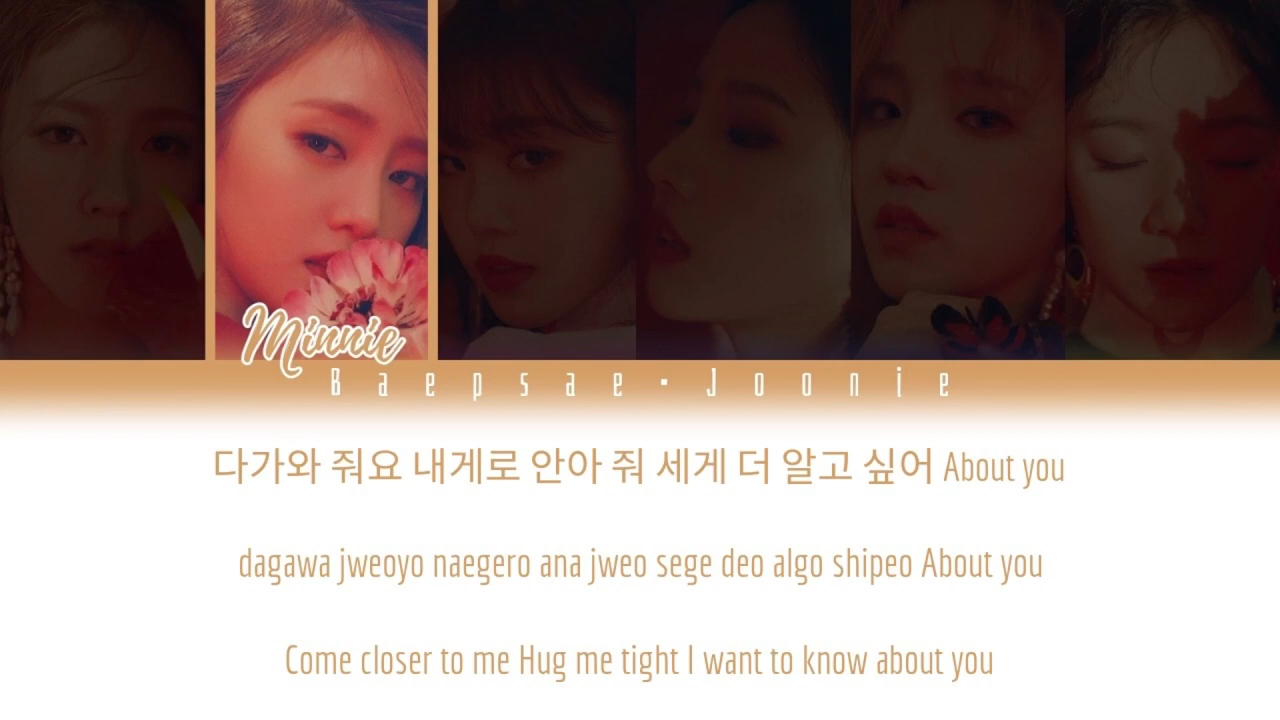 Minnie
Baepsae·Joonie
다가와 줘요 내게로 안아 줘 세게 더 알고 싶어 About you
dagawa jweoyo naegero ana jweo sege deo algo shipeo About you
Come closer to me Hug me tight I want to know about you